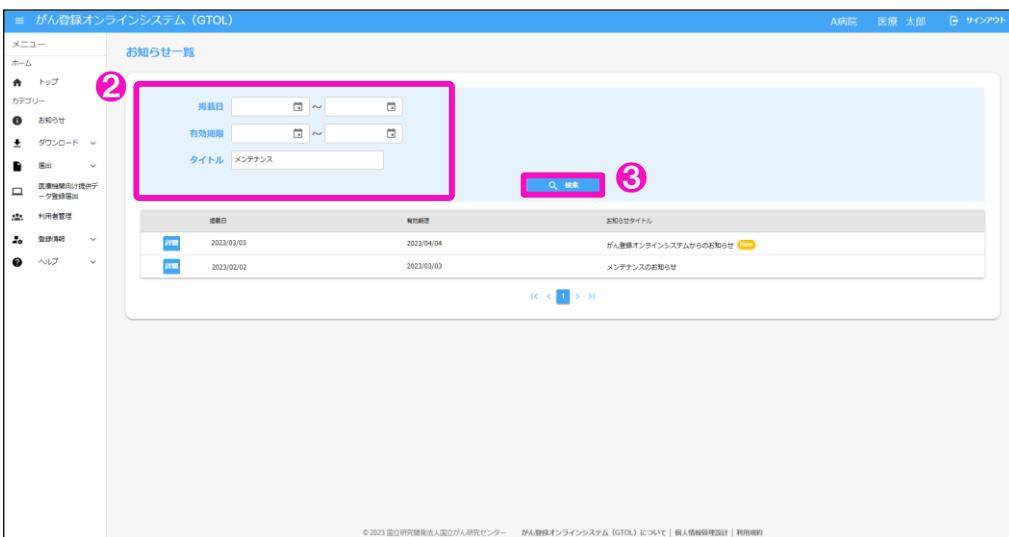 がん登録オンラインシステム（GTOL） A病院 医療 太郎 サインアウト
メニュー
ホーム
トップ
カテゴリー
お知らせ
ダウンロード
届出
医療機関向け提供デ
ータ登録届出
利用者管理
登録情報
ヘルプ
お知らせ一覧
❷
掲載日 ～
有効期限 ～
タイトル メンテナンス
検索 ❸
掲載日 有効期限 お知らせタイトル
詳細 2023/03/03 2023/04/04 がん登録オンラインシステムからのお知らせ New
詳細 2023/02/02 2023/03/03 メンテナンスのお知らせ
1
© 2023 国立研究開発法人国立がん研究センター がん登録オンラインシステム（GTOL）について | 個人情報管理設計 | 利用規約